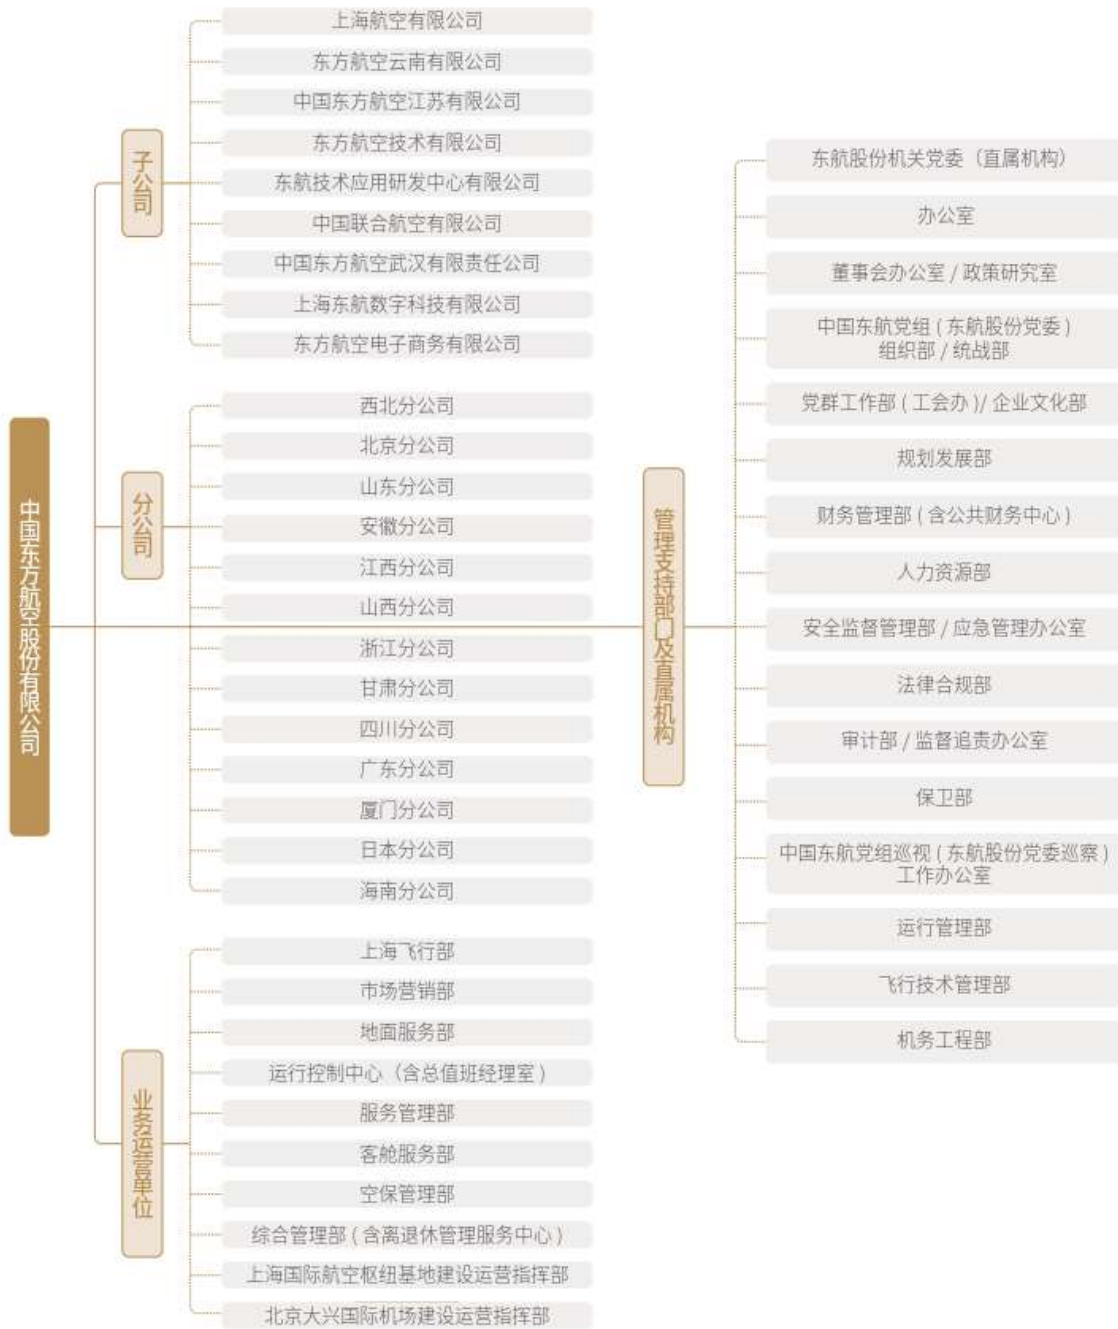 中国东方航空股份有限公司
子公司
上海航空有限公司
东方航空云南有限公司
中国东方航空江苏有限公司
东方航空技术有限公司
东航技术应用研发中心有限公司
中国联合航空有限公司
中国东方航空武汉有限责任公司
上海东航数字科技有限公司
东方航空电子商务有限公司
分公司
西北分公司
北京分公司
山东分公司
安徽分公司
江西分公司
山西分公司
浙江分公司
甘肃分公司
四川分公司
广东分公司
厦门分公司
日本分公司
海南分公司
业务运营单位
上海飞行部
市场营销部
地面服务部
运行控制中心（含总值班经理室）
服务管理部
客舱服务部
空保管理部
综合管理部 ( 含离退休管理服务中心 )
上海国际航空枢纽基地建设运营指挥部
北京大兴国际机场建设运营指挥部
管理支持部门及直属机构
东航股份机关党委（直属机构）
办公室
董事会办公室 / 政策研究室
中国东航党组 ( 东航股份党委 )
组织部 / 统战部
党群工作部 ( 工会办 )/ 企业文化部
规划发展部
财务管理部 ( 含公共财务中心 )
人力资源部
安全监督管理部 / 应急管理办公室
法律合规部
审计部 / 监督追责办公室
保卫部
中国东航党组巡视 ( 东航股份党委巡察 )
工作办公室
运行管理部
飞行技术管理部
机务工程部